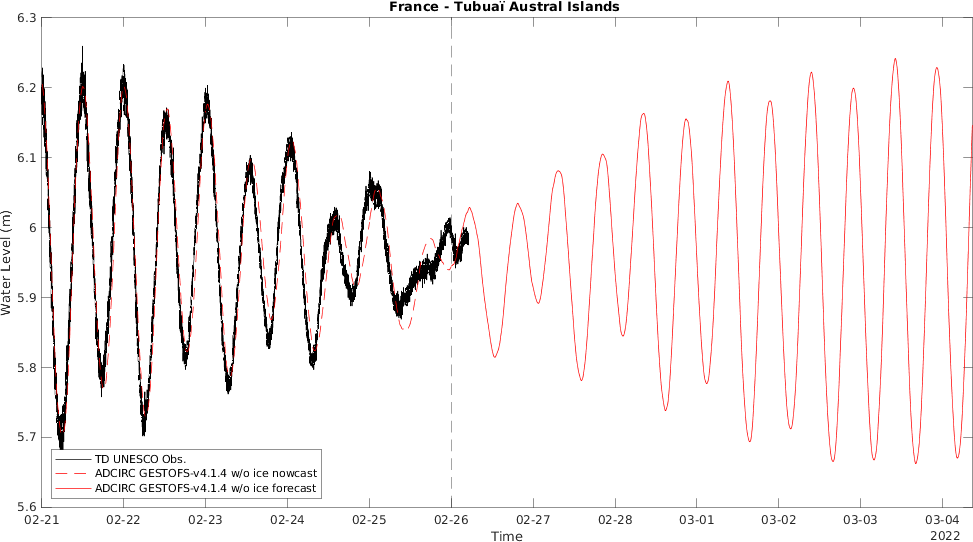 France - Tubuaï Austral Islands
Water Level (m)
6.3
6.2
6.1
6
5.9
5.8
5.7
5.6
TD UNESCO Obs.
ADCIRC GESTOFS-v4.1.4 w/o ice nowcast
ADCIRC GESTOFS-v4.1.4 w/o ice forecast
02-21 02-22 02-23 02-24 02-25 02-26 02-27 02-28 03-01 03-02 03-03 03-04
2022
Time